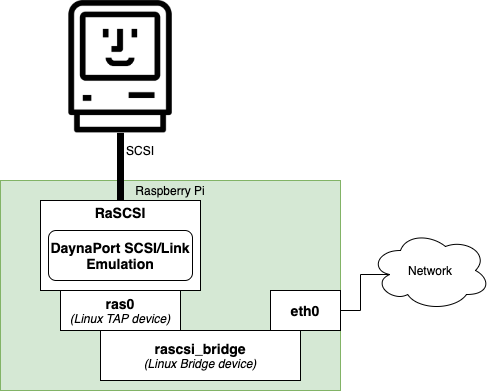 SCSI
Raspberry Pi
RaSCSI
DaynaPort SCSI/Link
Emulation
ras0
(Linux TAP device)
eth0
Network
rascsi_bridge
(Linux Bridge device)